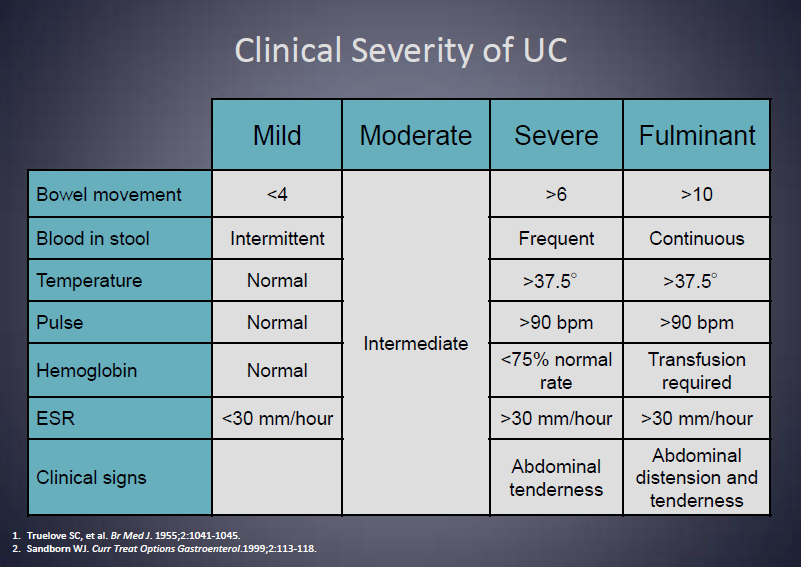 Clinical Severity of UC
Mild Moderate Severe Fulminant
Bowel movement <4 >6 >10
Blood in stool Intermittent Frequent Continuous
Temperature Normal >37.5° >37.5°
Pulse Normal >90 bpm >90 bpm
Intermediate
Hemoglobin Normal <75% normal rate Transfusion required
ESR <30 mm/hour >30 mm/hour >30 mm/hour
Clinical signs Abdominal tenderness Abdominal distension and tenderness
1. Truelove SC, et al. Br Med J. 1955;2:1041-1045.
2. Sandborn WJ. Curr Treat Options Gastroenterol.1999;2:113-118.